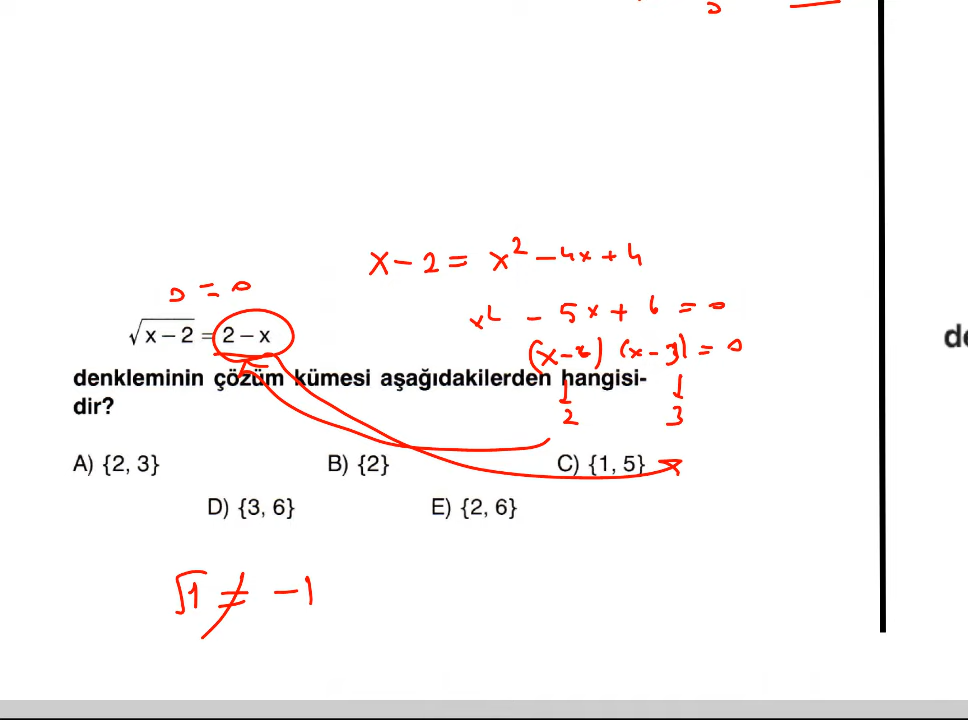 x - 2 = x² - 4x + 4
0 = 0
x² - 5x + 6 = 0
√x – 2 = 2 – x
(x - 2) (x - 3) = 0
denkleminin çözüm kümesi aşağıdakilerden hangisi-
dir?
2 3
A) {2, 3} B) {2} C) {1, 5}
D) {3, 6} E) {2, 6}
√1 ≠ -1